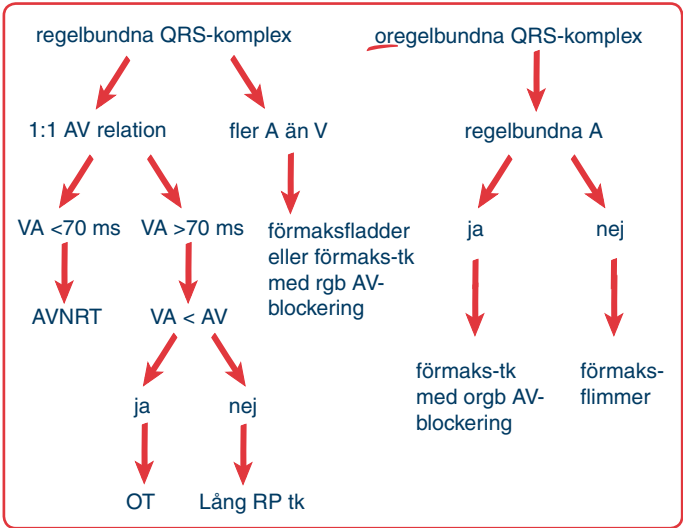 regelbundna QRS-komplex
1:1 AV relation
fler A än V
VA <70 ms
VA >70 ms
förmaksfladder
eller förmaks-tk
med rgb AV-
blockering
AVNRT
VA < AV
ja
nej
OT
Lång RP tk
oregelbundna QRS-komplex
regelbundna A
ja
nej
förmaks-tk
med orgb AV-
blockering
förmaks-
flimmer